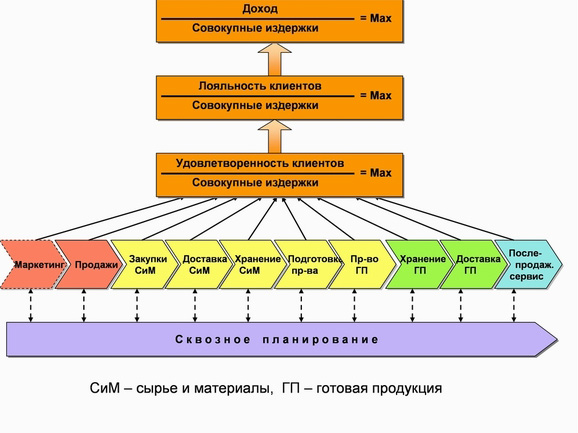 Доход
Совокупные издержки
= Max
Лояльность клиентов
Совокупные издержки
= Max
Удовлетворенность клиентов
Совокупные издержки
= Max
Маркетинг
Продажи
Закупки
СиМ
Доставка
СиМ
Хранение
СиМ
Подготовка
пр-ва
Пр-во
ГП
Хранение
ГП
Доставка
ГП
После-
продаж.
сервис
Сквозное планирование
СиМ – сырье и материалы, ГП – готовая продукция